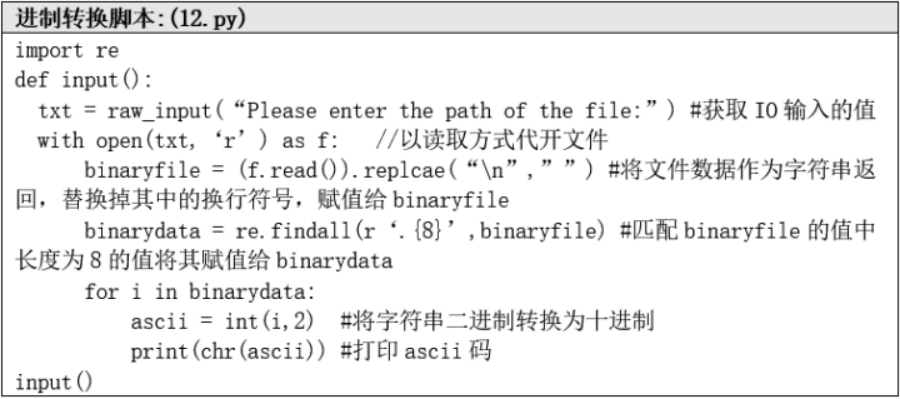 进制转换脚本:(12.py)
import re
def input():
  txt = raw_input(“Please enter the path of the file:”) #获取 IO 输入的值
  with open(txt,‘r’) as f:   //以读取方式代开文件
      binaryfile = (f.read()).replcae(“\n”,””) #将文件数据作为字符串返
回，替换掉其中的换行符号，赋值给 binaryfile
      binarydata = re.findall(r‘.{8}’,binaryfile) #匹配 binaryfile 的值中
长度为 8 的值将其赋值给 binarydata
      for i in binarydata:
          ascii = int(i,2)  #将字符串二进制转换为十进制
          print(chr(ascii)) #打印 ascii 码
input()